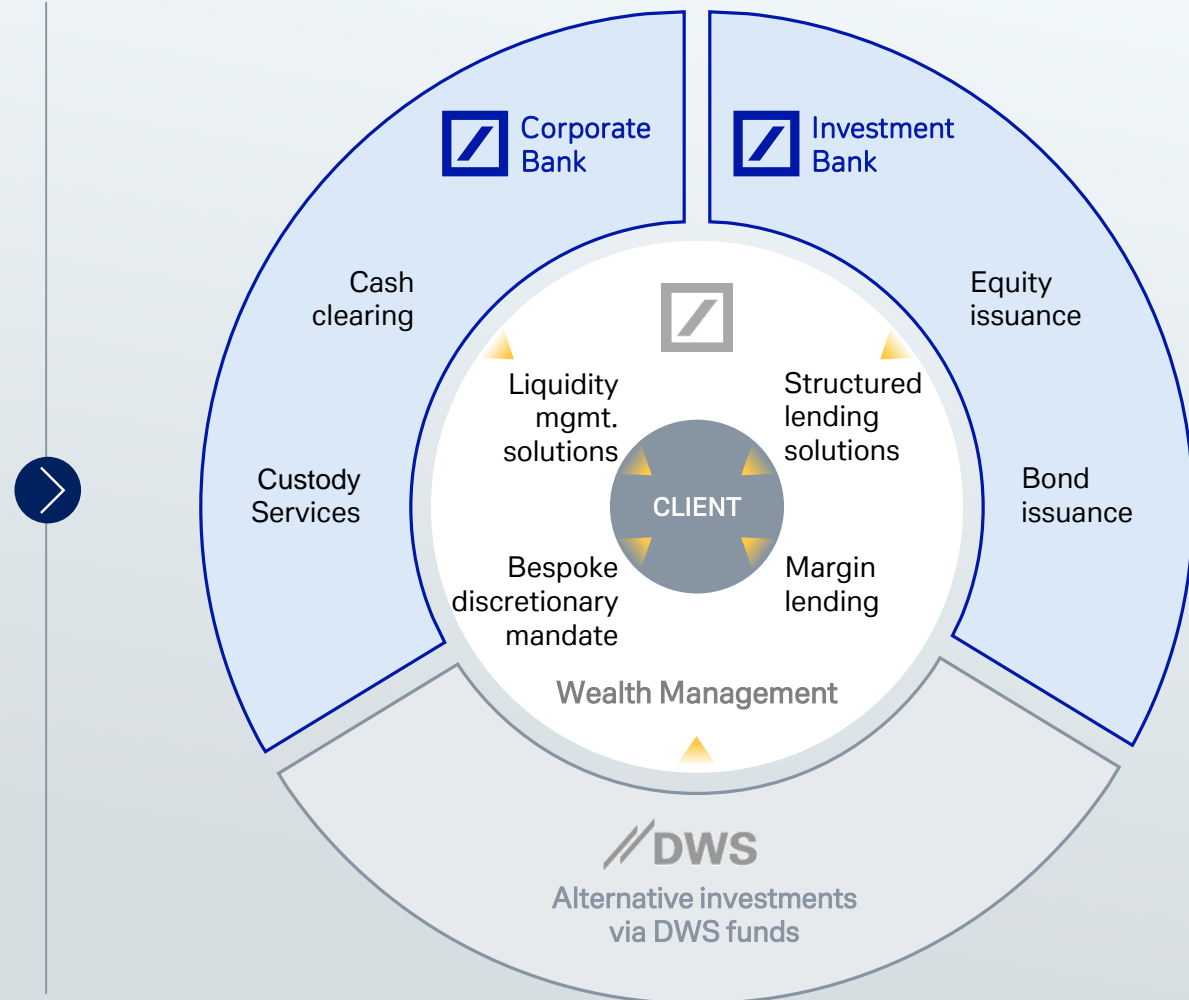 Corporate
Bank
Investment
Bank
Cash
clearing
Custody
Services
Equity
issuance
Bond
issuance
Liquidity
mgmt.
solutions
Structured
lending
solutions
CLIENT
Bespoke
discretionary
mandate
Margin
lending
Wealth Management
DWS
Alternative investments
via DWS funds